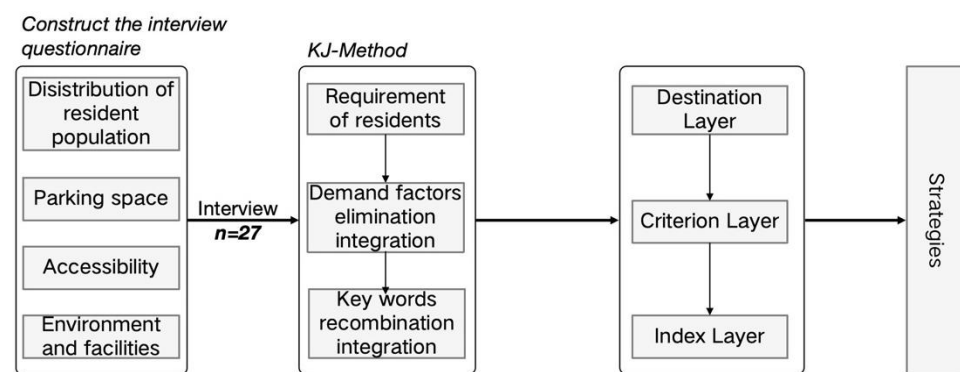 Construct the interview
questionnaire
Disistribution of
resident
population
Parking space
Accessibility
Environment
and facilities
Interview
n=27
KJ-Method
Requirement
of residents
Demand factors
elimination
integration
Key words
recombination
integration
Destination
Layer
Criterion Layer
Index Layer
Strategies